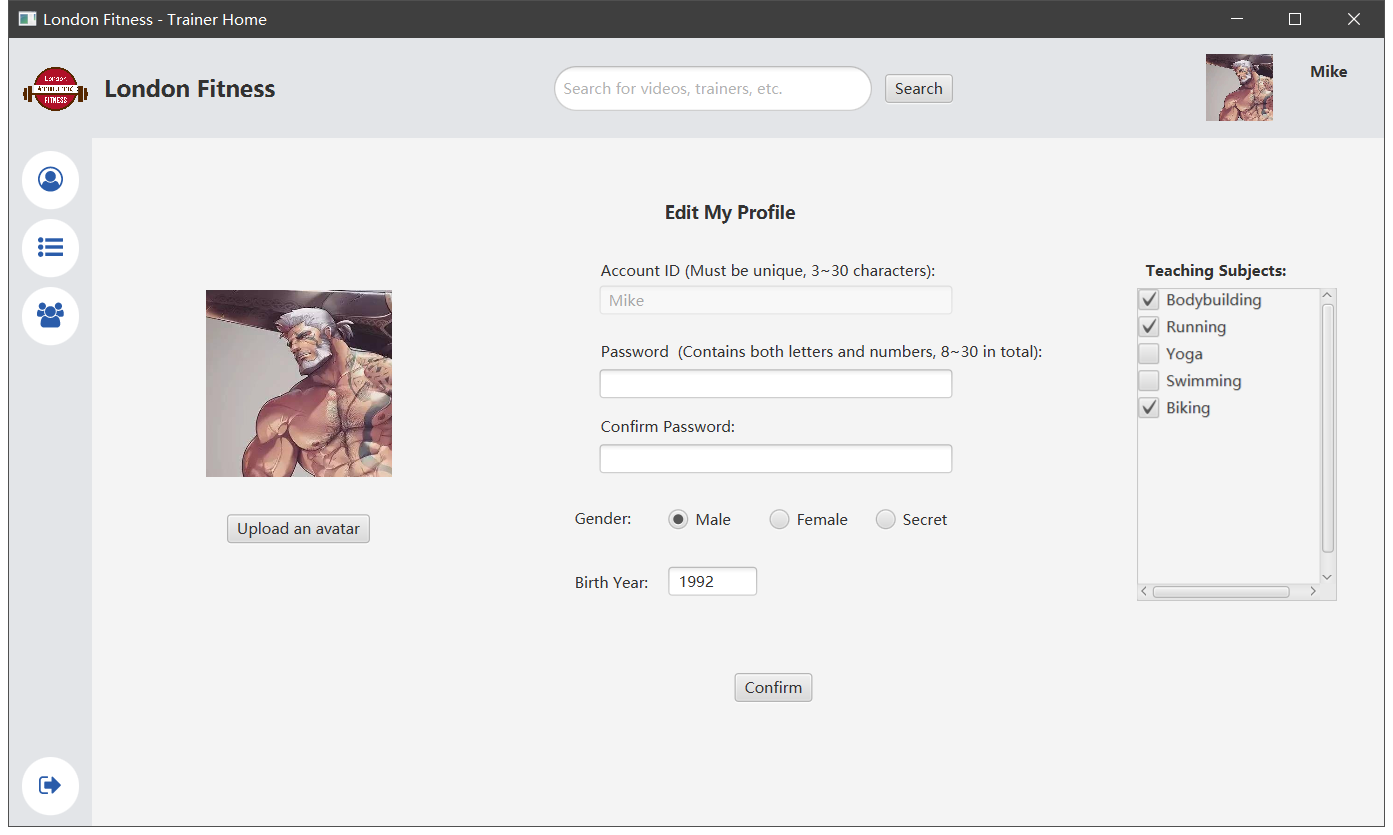 London Fitness - Trainer Home
London
FITNESS
London Fitness
Search for videos, trainers, etc.
Search
Mike
Edit My Profile
Account ID (Must be unique, 3~30 characters):
Mike
Password  (Contains both letters and numbers, 8~30 in total):
Confirm Password:
Gender:
Male
Female
Secret
Birth Year:
1992
Upload an avatar
Teaching Subjects:
Bodybuilding
Running
Yoga
Swimming
Biking
Confirm